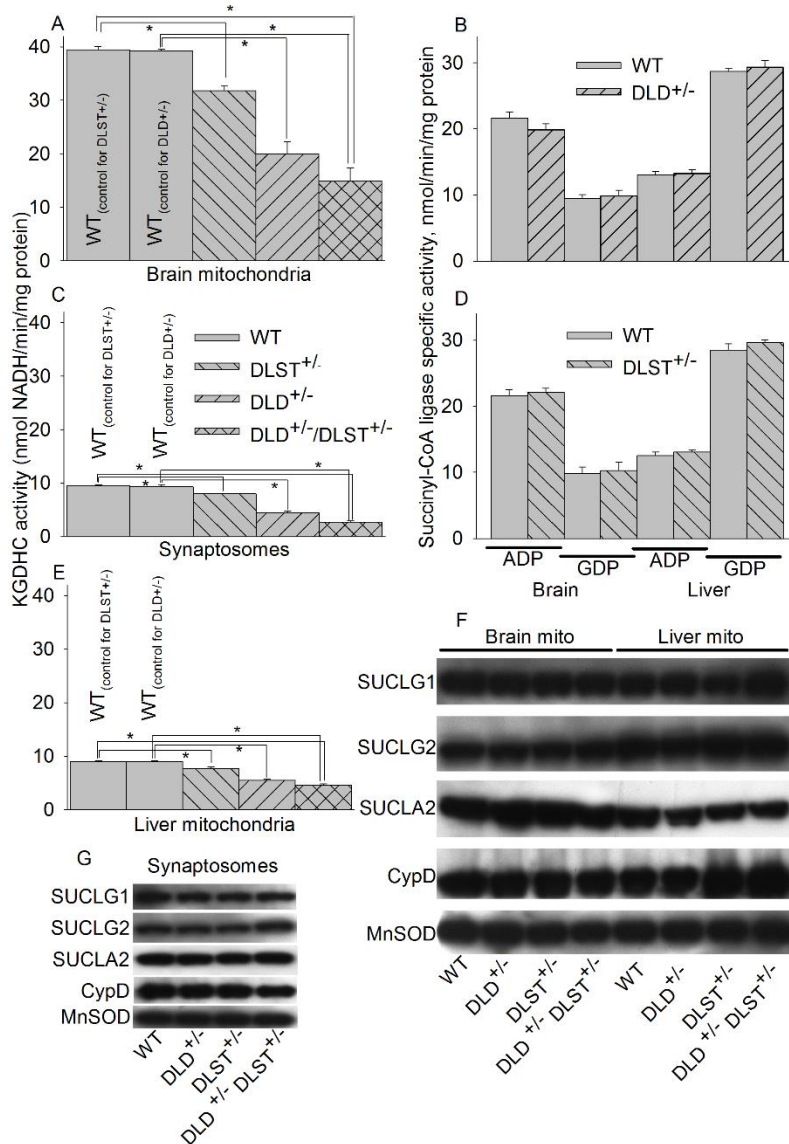 A
*
*
*
*
*
40
30
20
10
0
WT(control for DLST+/-)
WT(control for DLD+/-)
Brain mitochondria
B
WT
DLD+/-
30
20
10
0
C
WT(control for DLST+/-)
WT(control for DLD+/-)
WT
DLST+/-
DLD+/-
DLD+/-/DLST+/-
40
30
20
10
0
*
*
*
*
*
Synaptosomes
KGDHC activity (nmol NADH/min/mg protein)
D
WT
DLST+/-
30
20
10
0
Succinyl-CoA ligase specific activity, nmol/min/mg protein
ADP
GDP
ADP
GDP
Brain
Liver
E
WT(control for DLST+/-)
WT(control for DLD+/-)
40
30
20
10
0
*
*
*
*
Liver mitochondria
F
Brain mito
Liver mito
SUCLG1
SUCLG2
SUCLA2
CypD
MnSOD
WT
DLD+/-
DLST+/-
DLD+/- DLST+/-
WT
DLD+/-
DLST+/-
DLD+/- DLST+/-
G
Synaptosomes
SUCLG1
SUCLG2
SUCLA2
CypD
MnSOD
WT
DLD+/-
DLST+/-
DLD+/- DLST+/-